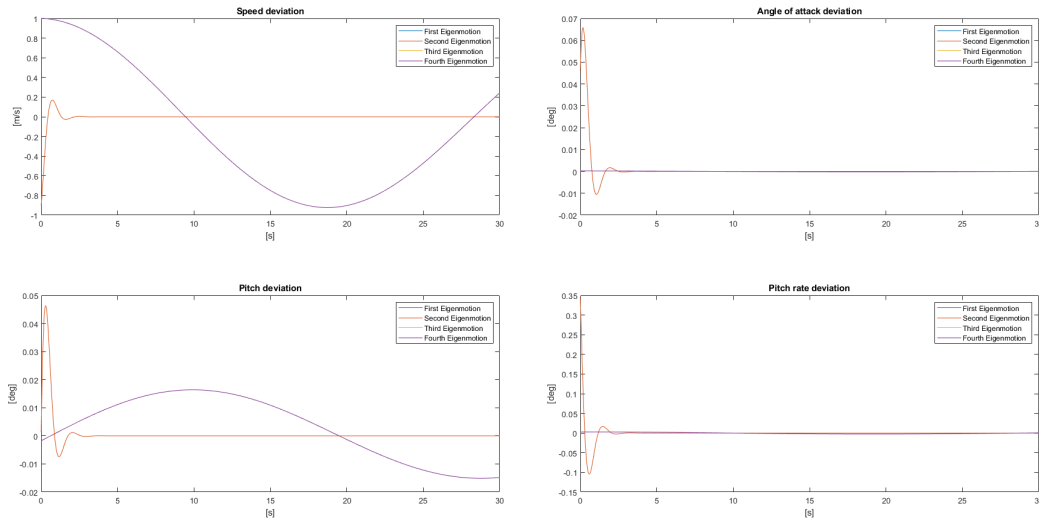 Speed deviation
[m/s]
1
0.8
0.6
0.4
0.2
0
-0.2
-0.4
-0.6
-0.8
-1
0 5 10 15 20 25 30
[s]
First Eigenmotion
Second Eigenmotion
Third Eigenmotion
Fourth Eigenmotion
Angle of attack deviation
[deg]
0.07
0.06
0.05
0.04
0.03
0.02
0.01
0
-0.01
-0.02
0 5 10 15 20 25 30
[s]
First Eigenmotion
Second Eigenmotion
Third Eigenmotion
Fourth Eigenmotion
Pitch deviation
[deg]
0.05
0.04
0.03
0.02
0.01
0
-0.01
-0.02
0 5 10 15 20 25 30
[s]
First Eigenmotion
Second Eigenmotion
Third Eigenmotion
Fourth Eigenmotion
Pitch rate deviation
[deg]
0.35
0.3
0.25
0.2
0.15
0.1
0.05
0
-0.05
-0.1
-0.15
0 5 10 15 20 25 30
[s]
First Eigenmotion
Second Eigenmotion
Third Eigenmotion
Fourth Eigenmotion